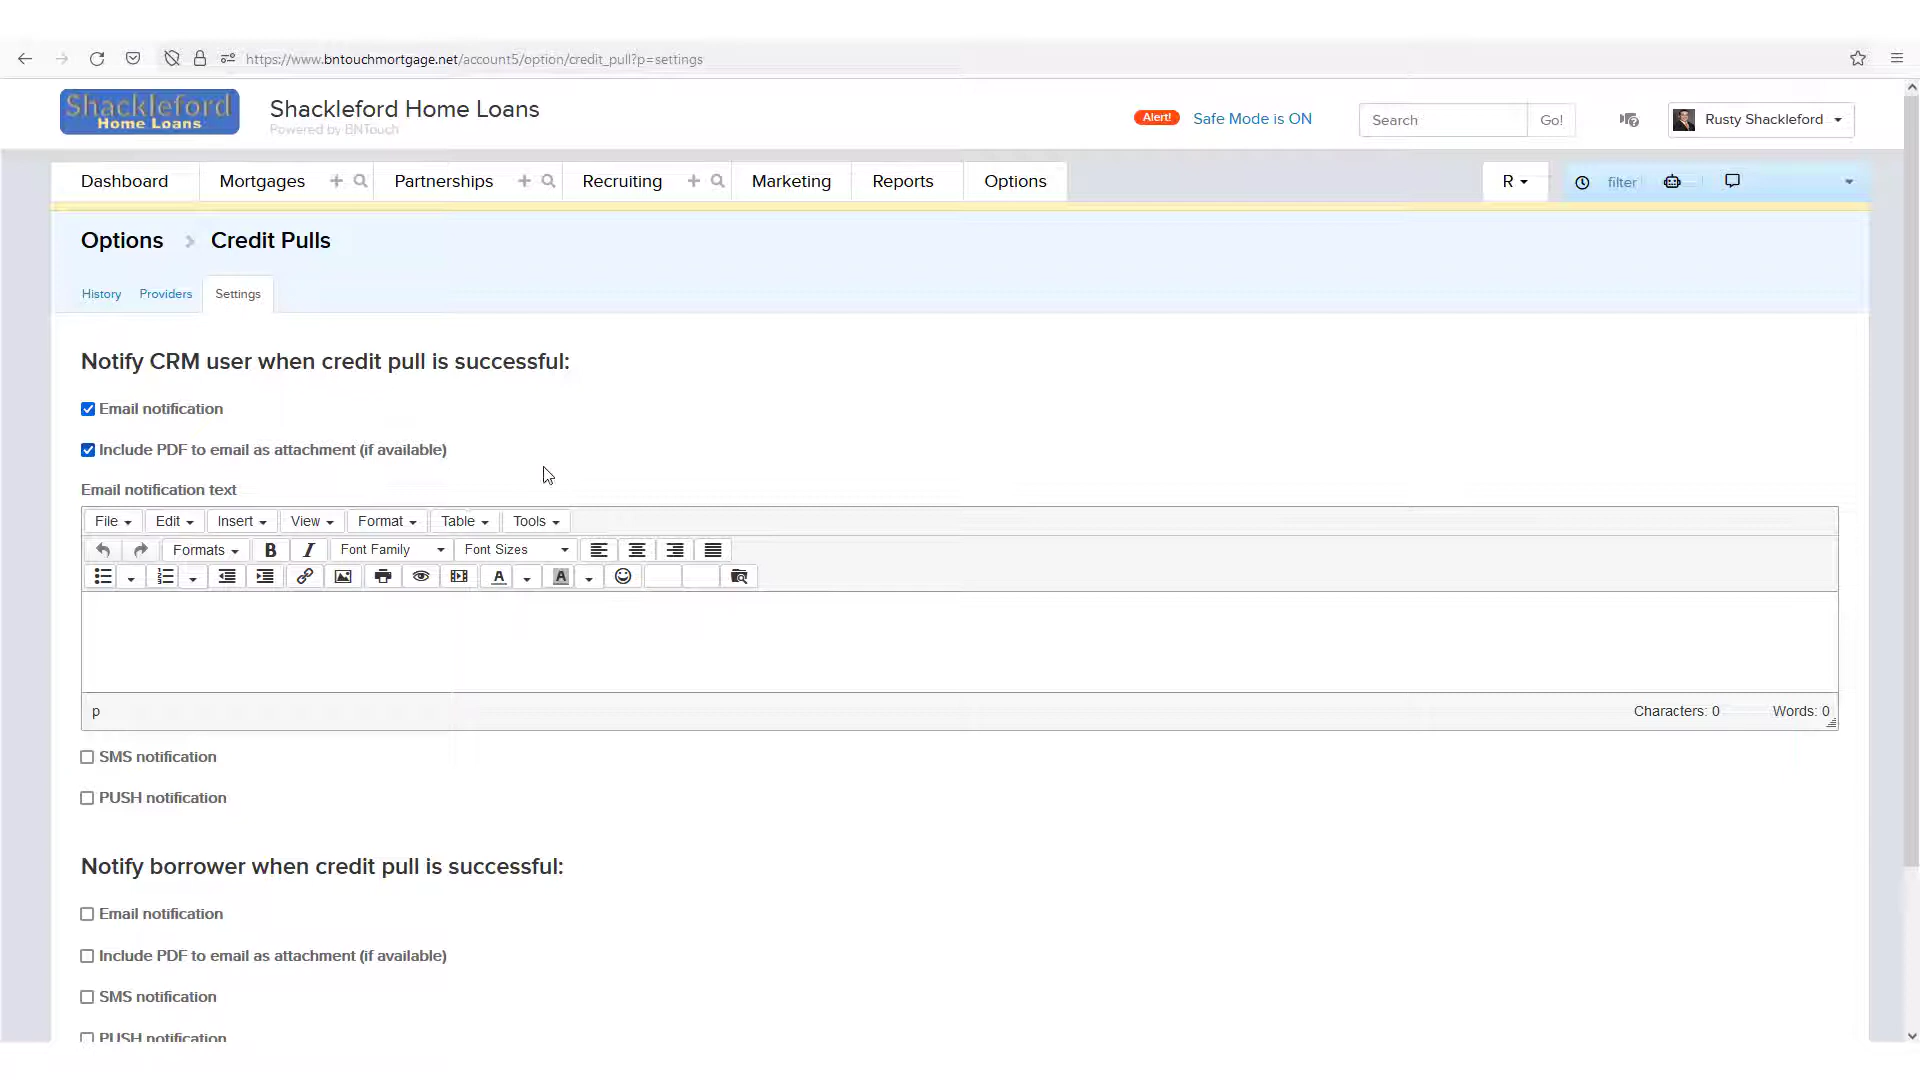 https://www.bntouchmortgage.net/account5/option/credit_pull?p=settings
Shackleford
Home Loans
Shackleford Home Loans
Powered by BNTouch
Alert!
Safe Mode is ON
Search
Go!
Rusty Shackleford
Dashboard
Mortgages
Partnerships
Recruiting
Marketing
Reports
Options
R
filter
Options
Credit Pulls
History
Providers
Settings
Notify CRM user when credit pull is successful:
Email notification
Include PDF to email as attachment (if available)
Email notification text
File
Edit
Insert
View
Format
Table
Tools
Formats
B
I
Font Family
Font Sizes
A
A
p
Characters: 0
Words: 0
SMS notification
PUSH notification
Notify borrower when credit pull is successful:
Email notification
Include PDF to email as attachment (if available)
SMS notification
PUSH notification